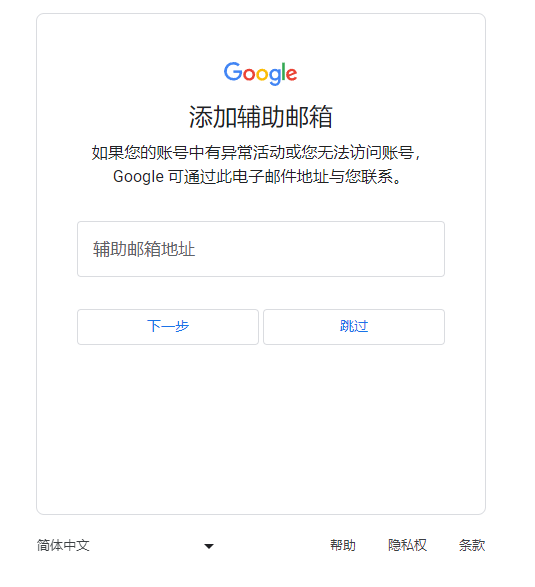 Google
添加辅助邮箱
如果您的账号中有异常活动或您无法访问账号，
Google 可通过此电子邮件地址与您联系。
辅助邮箱地址
下一步 跳过
简体中文 帮助 隐私权 条款